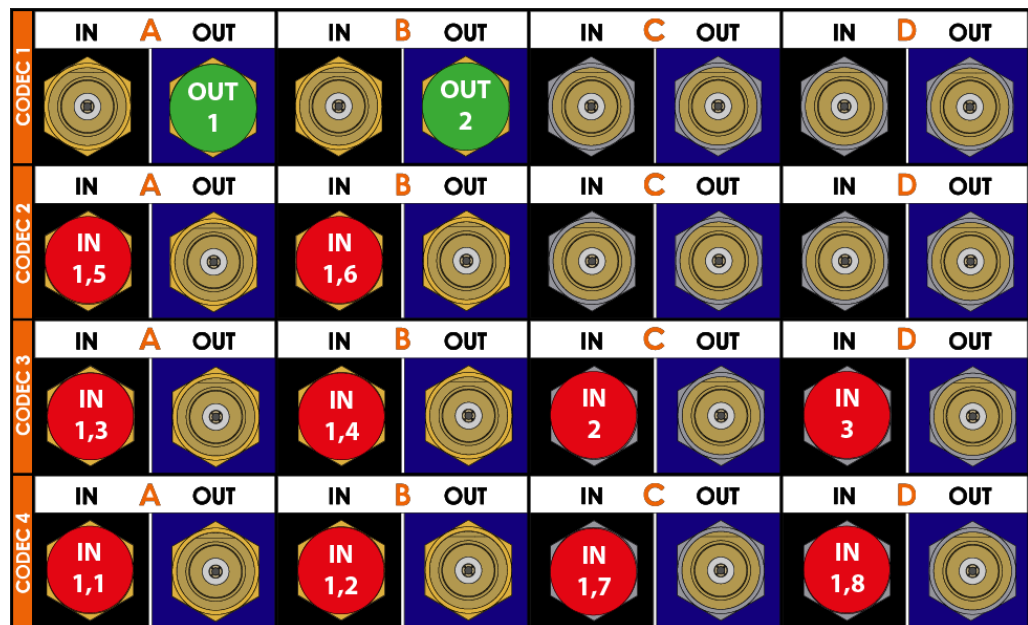 CODEC 1
IN A OUT IN B OUT IN C OUT IN D OUT
OUT
1
OUT
2
CODEC 2
IN A OUT IN B OUT IN C OUT IN D OUT
IN
1,5
IN
1,6
CODEC 3
IN A OUT IN B OUT IN C OUT IN D OUT
IN
1,3
IN
1,4
IN
2
IN
3
CODEC 4
IN A OUT IN B OUT IN C OUT IN D OUT
IN
1,1
IN
1,2
IN
1,7
IN
1,8